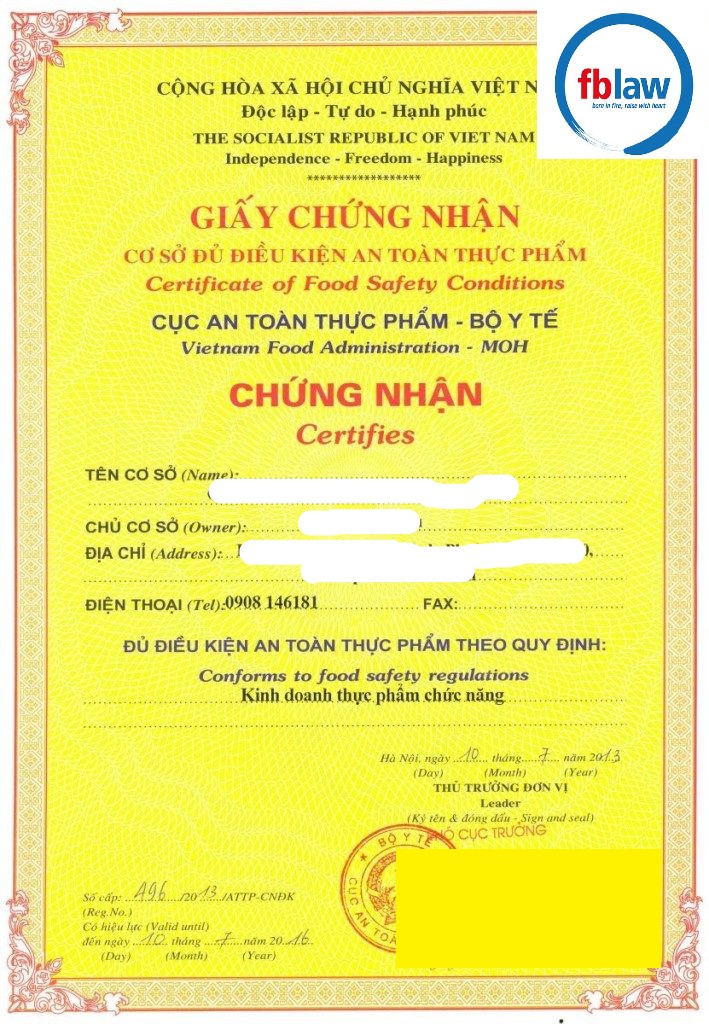 fblaw
born in fire, raise with heart
CỘNG HÒA XÃ HỘI CHỦ NGHĨA VIỆT N
Độc lập - Tự do - Hạnh phúc
THE SOCIALIST REPUBLIC OF VIET NAM
Independence - Freedom - Happiness
******************
GIẤY CHỨNG NHẬN
CƠ SỞ ĐỦ ĐIỀU KIỆN AN TOÀN THỰC PHẨM
Certificate of Food Safety Conditions
CỤC AN TOÀN THỰC PHẨM - BỘ Y TẾ
Vietnam Food Administration - MOH
CHỨNG NHẬN
Certifies
TÊN CƠ SỞ (Name):
CHỦ CƠ SỞ (Owner):
ĐỊA CHỈ (Address):
ĐIỆN THOẠI (Tel): 0908 146181 FAX:
ĐỦ ĐIỀU KIỆN AN TOÀN THỰC PHẨM THEO QUY ĐỊNH:
Conforms to food safety regulations
Kinh doanh thực phẩm chức năng
Hà Nội, ngày 10 tháng 7 năm 2013
(Day) (Month) (Year)
THỦ TRƯỞNG ĐƠN VỊ
Leader
(Ký tên & đóng dấu - Sign and seal)
PHÓ CỤC TRƯỞNG
BỘ Y TẾ
CỤC AN TOÀ
Số cấp: 496 /2013/ATTP-CNĐK
(Reg.No.)
Có hiệu lực (Valid until)
đến ngày 10 tháng 7 năm 2016
(Day) (Month) (Year)